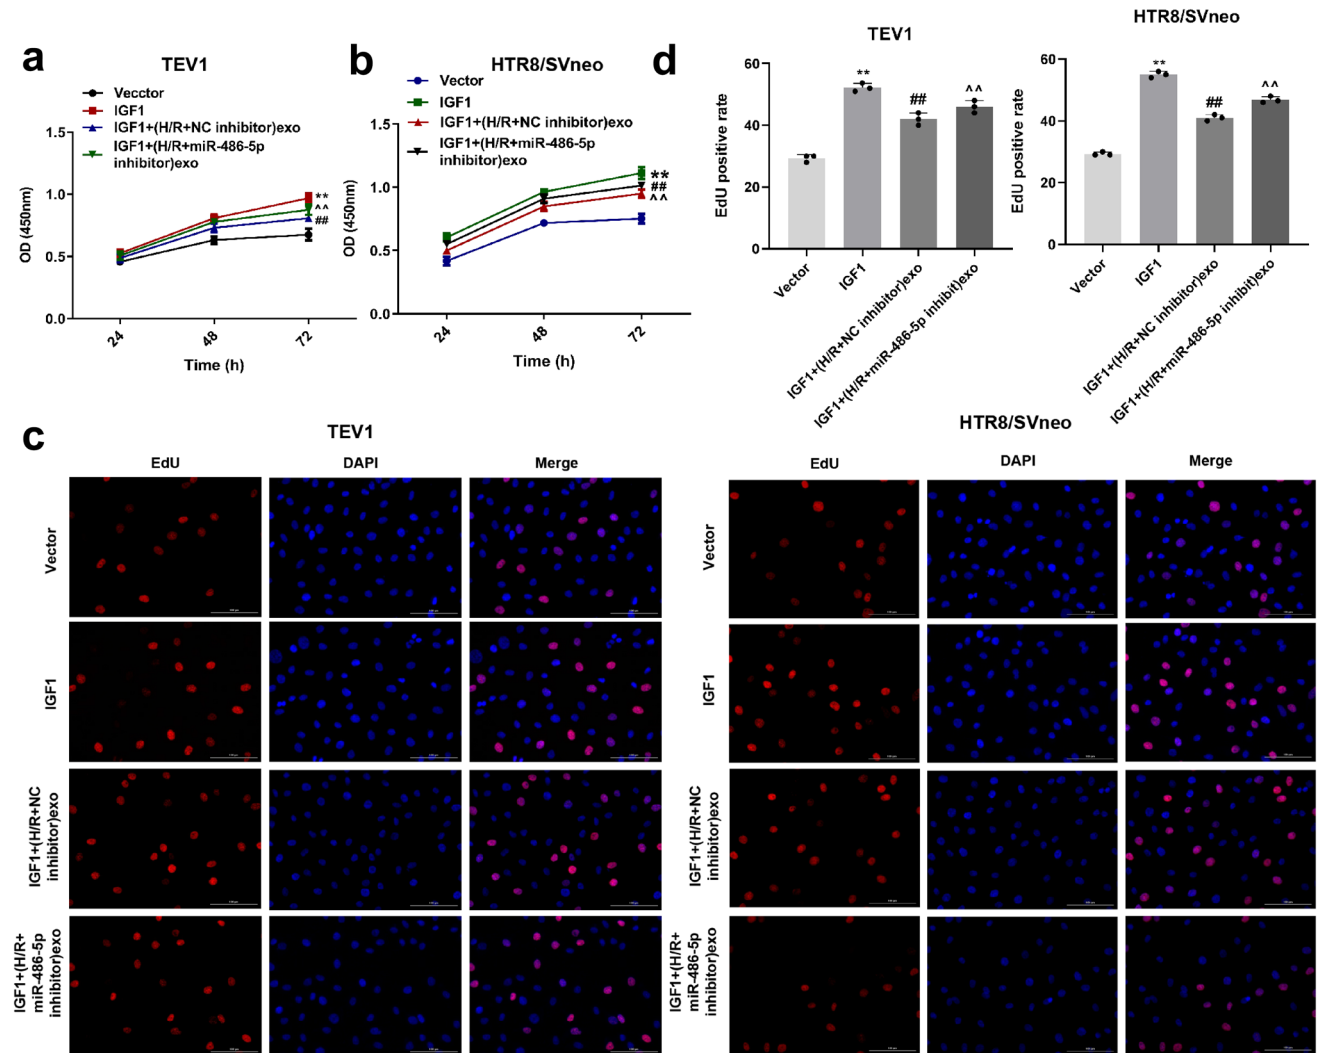 a
TEV1
Vecctor
IGF1
IGF1+(H/R+NC inhibitor)exo
IGF1+(H/R+miR-486-5p
inhibitor)exo
OD (450nm)
1.5
1.0
0.5
0.0
**
^^
##
24
48
72
Time (h)
b
HTR8/SVneo
Vector
IGF1
IGF1+(H/R+NC inhibitor)exo
IGF1+(H/R+miR-486-5p
inhibitor)exo
OD (450nm)
1.5
1.0
0.5
0.0
**
##
^^
24
48
72
Time (h)
d
TEV1
EdU positive rate
60
40
20
0
**
##
^^
Vector
IGF1
IGF1+(H/R+NC inhibitor)exo
IGF1+(H/R+miR-486-5p inhibit)exo
HTR8/SVneo
EdU positive rate
60
40
20
0
**
##
^^
Vector
IGF1
IGF1+(H/R+NC inhibitor)exo
IGF1+(H/R+miR-486-5p inhibit)exo
c
TEV1
EdU
DAPI
Merge
Vector
IGF1
IGF1+(H/R+NC
inhibitor)exo
IGF1+(H/R+
miR-486-5p
inhibitor)exo
HTR8/SVneo
EdU
DAPI
Merge
Vector
IGF1
IGF1+(H/R+NC
inhibitor)exo
IGF1+(H/R+
miR-486-5p
inhibitor)exo